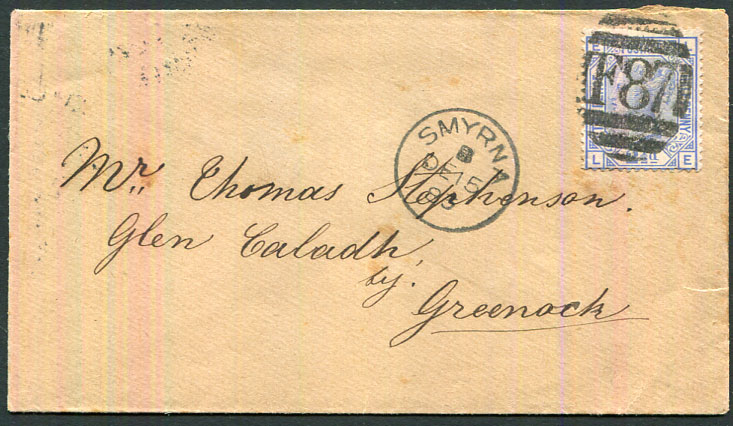 F87
L E
SMYRNA
B
DE 15
Mr. Thomas Stephenson.
Glen Caladh,
by.
Greenock